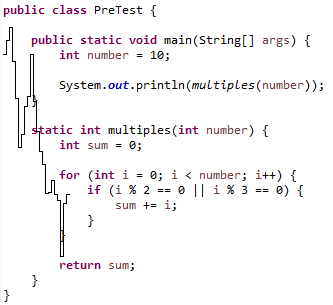 public class PreTest {
public static void main(String[] args) {
int number = 10;
System.out.println(multiples(number));
}
static int multiples(int number) {
int sum = 0;
for (int i = 0; i < number; i++) {
if (i % 2 == 0 || i % 3 == 0) {
sum += i;
}
}
return sum;
}
}